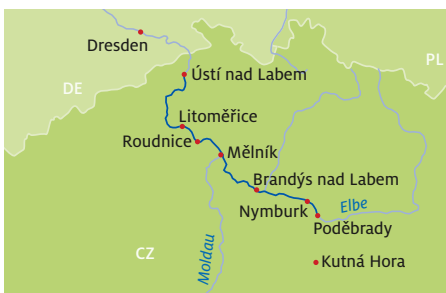 Dresden
PL
DE
Ústí nad Labem
Litoměřice
Roudnice
Mělník
Brandýs nad Labem
Nymburk
Elbe
Poděbrady
Moldau
CZ
Kutná Hora